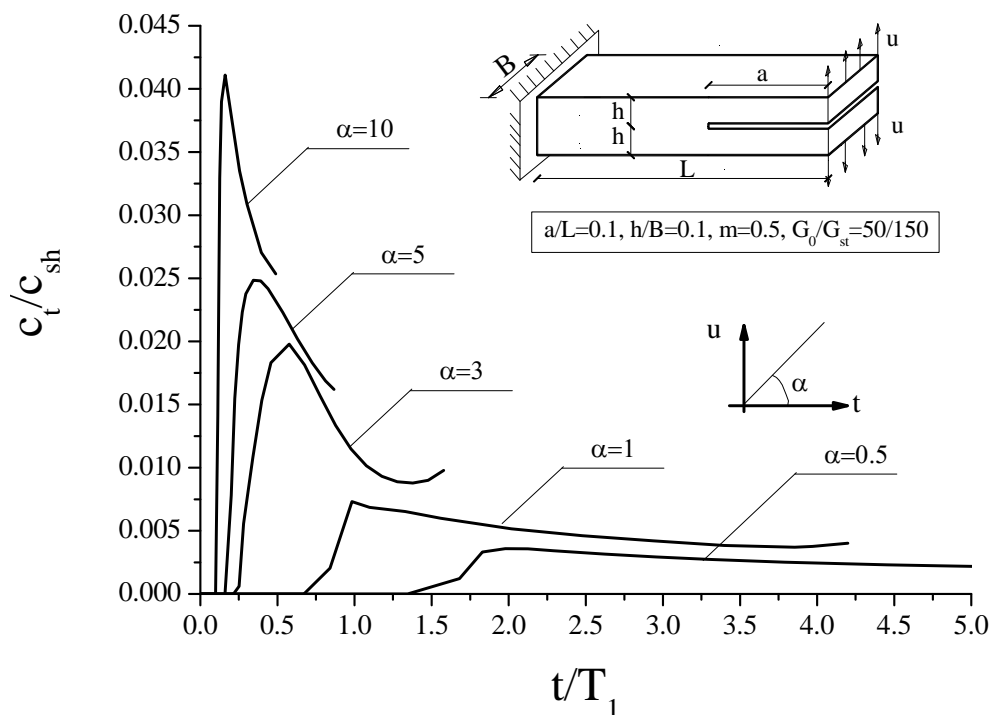 0.045
0.040
0.035
0.030
0.025
0.020
0.015
0.010
0.005
0.000
c_t/c_sh
0.0 0.5 1.0 1.5 2.0 2.5 3.0 3.5 4.0 4.5 5.0
t/T_1
α=10
α=5
α=3
α=1
α=0.5
B
a
u
h
h
u
L
a/L=0.1, h/B=0.1, m=0.5, G_0/G_st=50/150
u
α
t